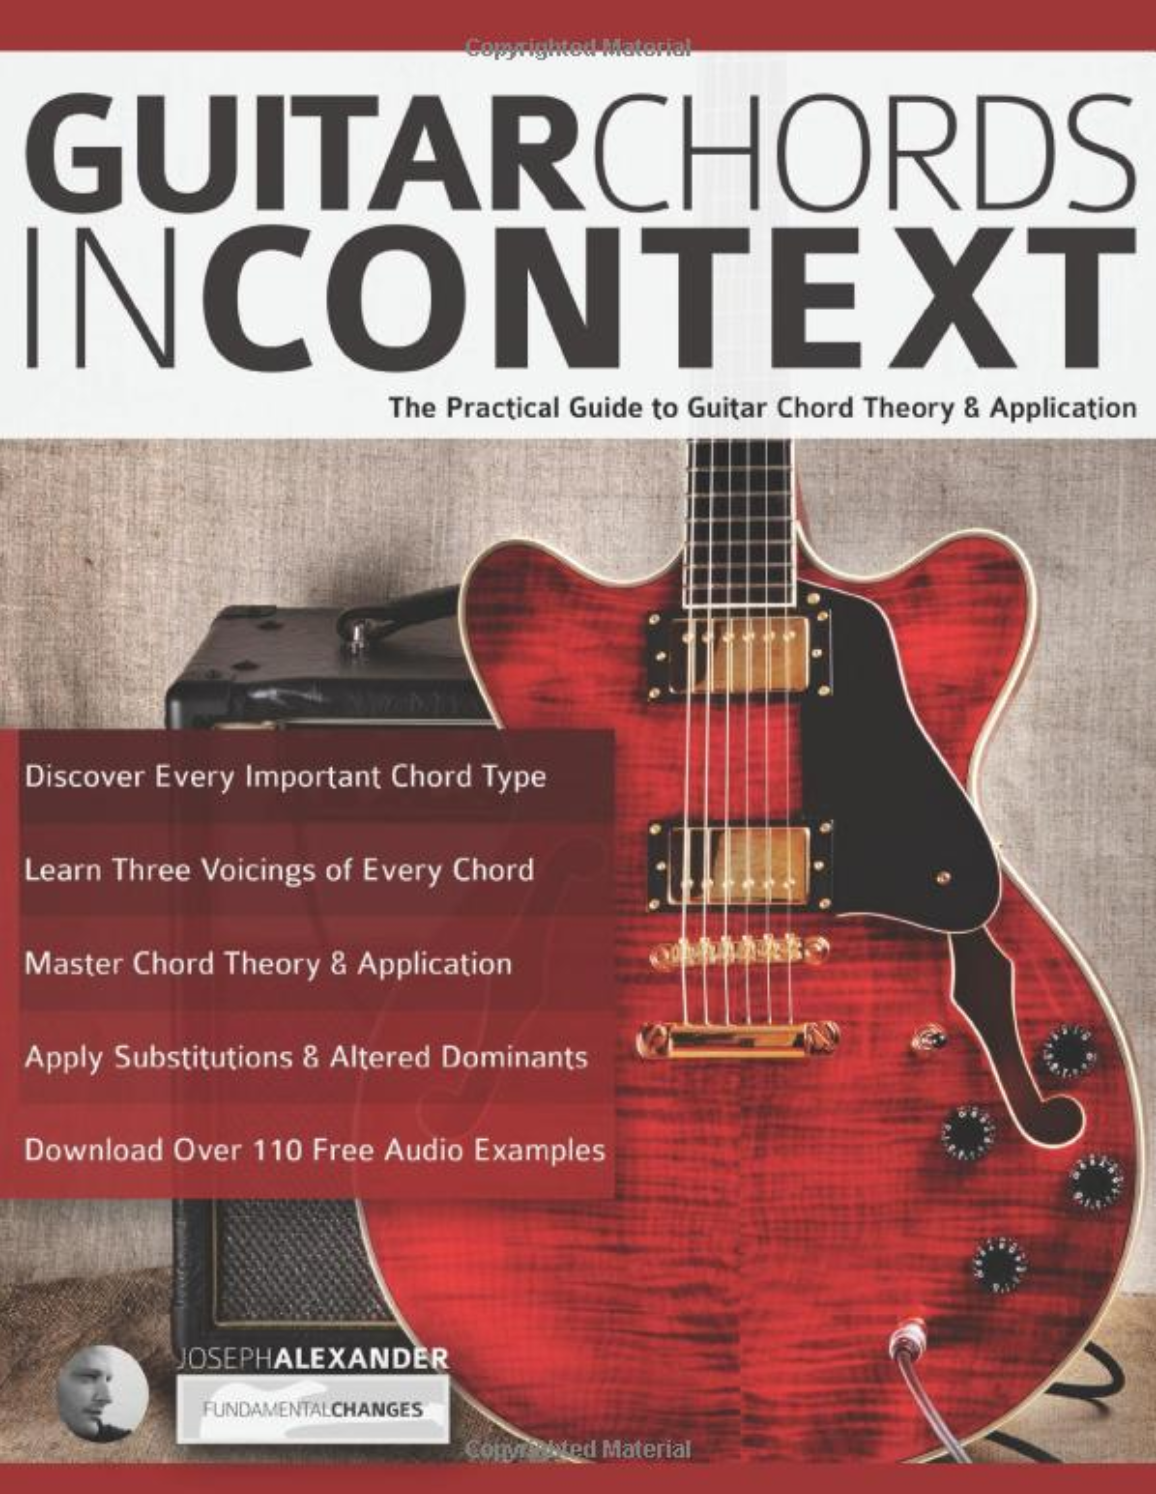 Copyrighted Material
GUITARCHORDS
INCONTEXT
The Practical Guide to Guitar Chord Theory & Application
Discover Every Important Chord Type
Learn Three Voicings of Every Chord
Master Chord Theory & Application
Apply Substitutions & Altered Dominants
Download Over 110 Free Audio Examples
JOSEPHALEXANDER
FUNDAMENTALCHANGES
Copyrighted Material